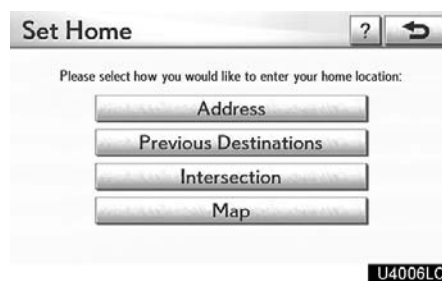 Set Home ?
Please select how you would like to enter your home location:
Address
Previous Destinations
Intersection
Map
U4006LC